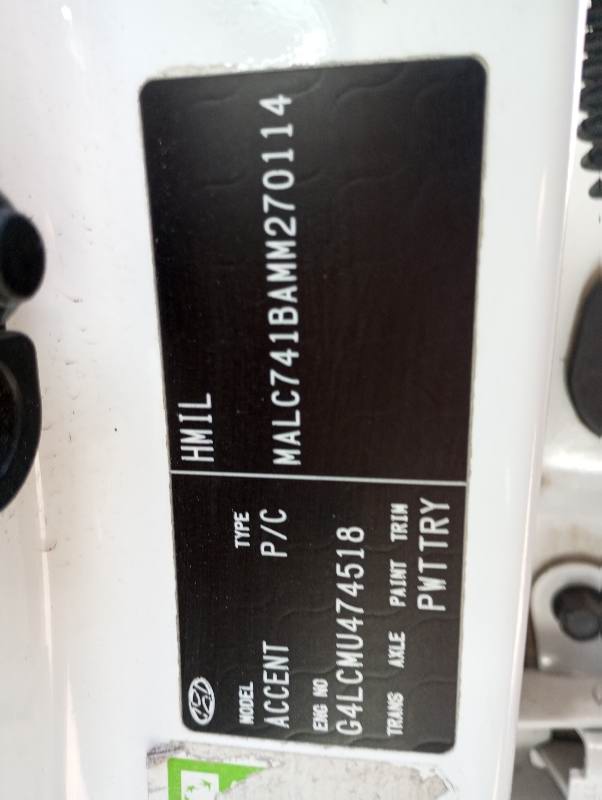 MODEL TYPE
ACCENT P/C
ENG NO
G4LCMU474518
TRANS AXLE PAINT TRIM
PWTTRY
HMIL
MALC741BAMM270114